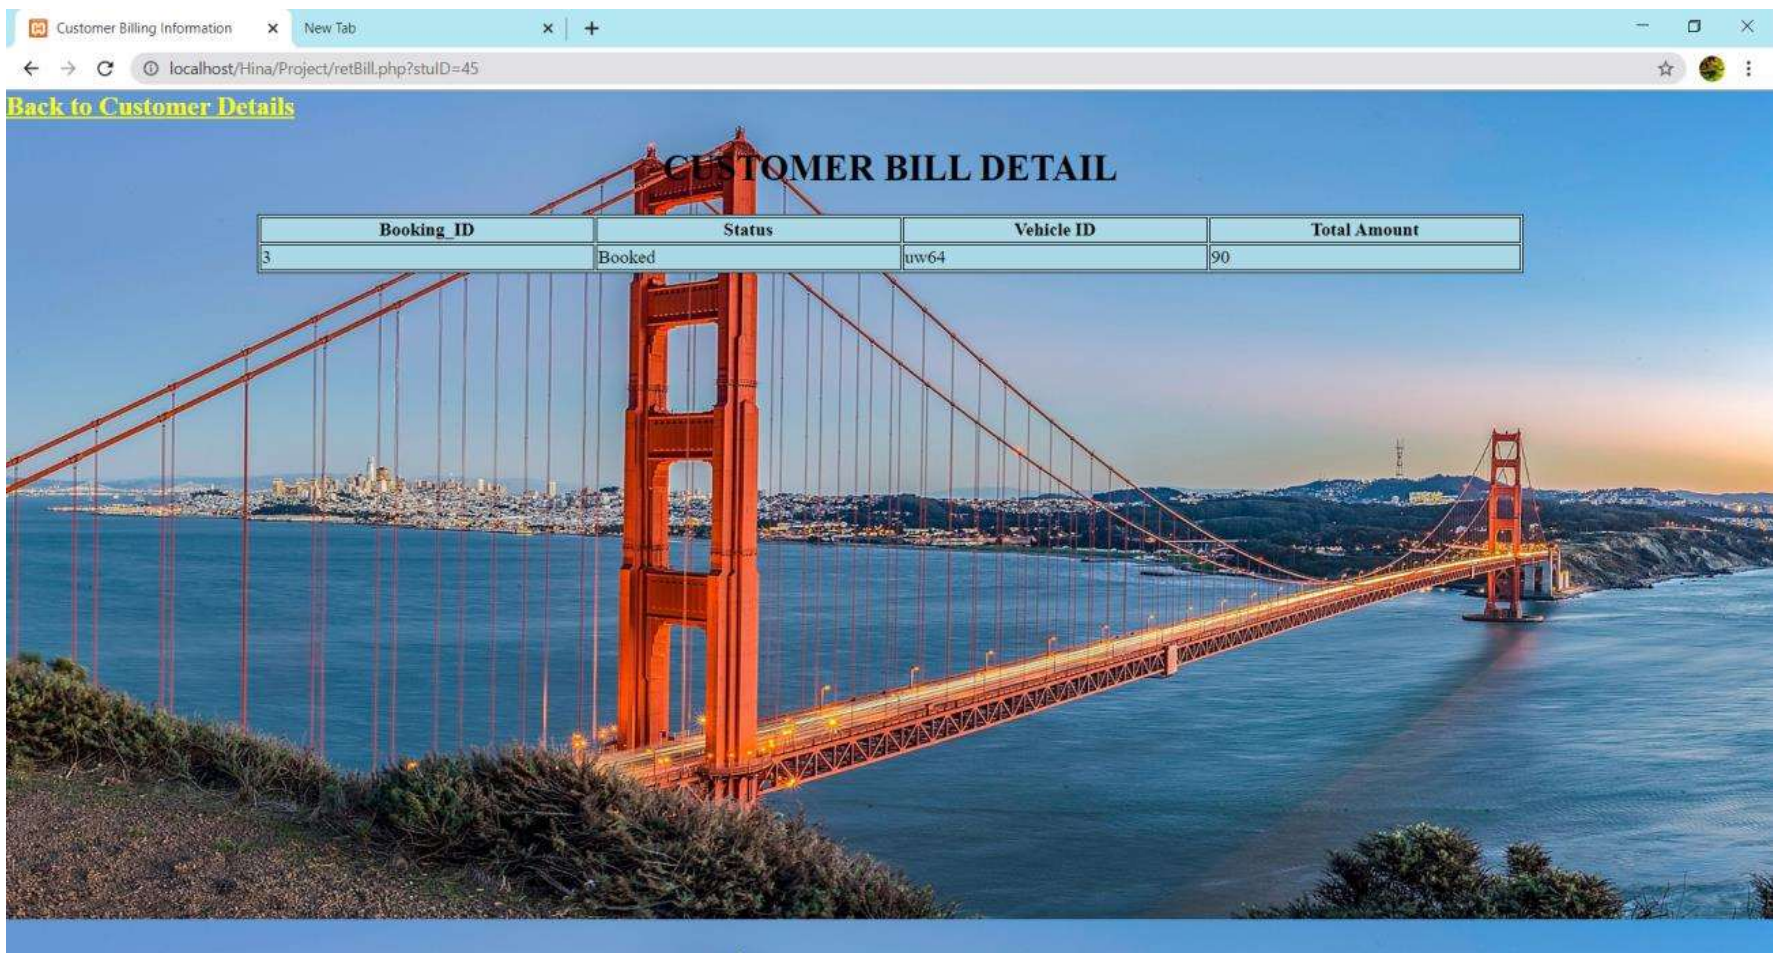 Customer Billing Information New Tab
localhost/Hina/Project/retBill.php?stuID=45
Back to Customer Details
CUSTOMER BILL DETAIL
Booking_ID Status Vehicle ID Total Amount
3 Booked uw64 90